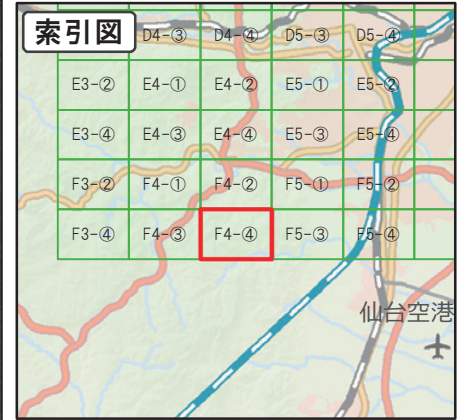 索引図
D4-③ D4-④ D5-③ D5-④
E3-② E4-① E4-② E5-① E5-②
E3-④ E4-③ E4-④ E5-③ E5-④
F3-② F4-① F4-② F5-① F5-②
F3-④ F4-③ F4-④ F5-③ F5-④
仙台空港